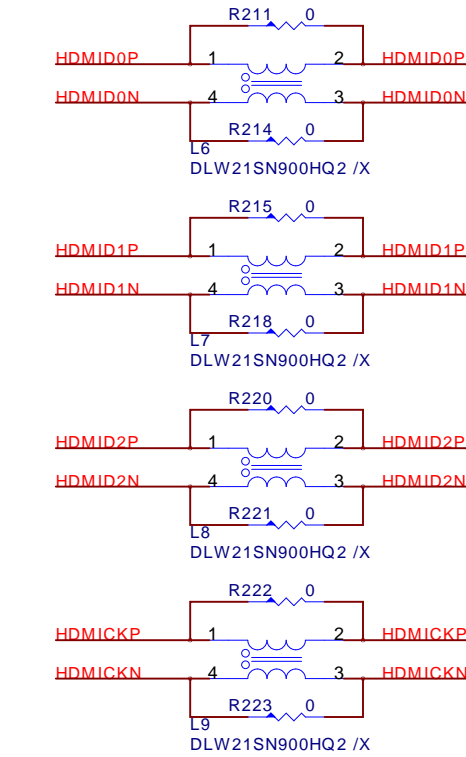 R211 0
HDMID0P 1 2 HDMID0P
HDMID0N 4 3 HDMID0N
R214 0
L6
DLW21SN900HQ2 /X
R215 0
HDMID1P 1 2 HDMID1P
HDMID1N 4 3 HDMID1N
R218 0
L7
DLW21SN900HQ2 /X
R220 0
HDMID2P 1 2 HDMID2P
HDMID2N 4 3 HDMID2N
R221 0
L8
DLW21SN900HQ2 /X
R222 0
HDMICKP 1 2 HDMICKP
HDMICKN 4 3 HDMICKN
R223 0
L9
DLW21SN900HQ2 /X